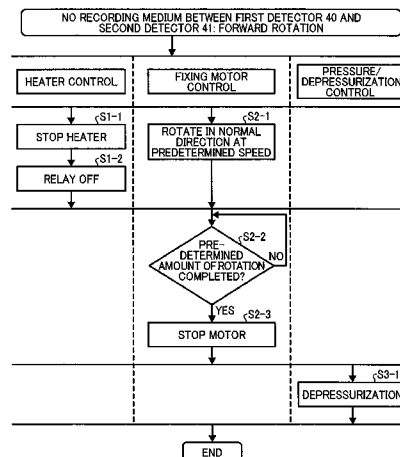 NO RECORDING MEDIUM BETWEEN FIRST DETECTOR 40 AND
SECOND DETECTOR 41: FORWARD ROTATION
HEATER CONTROL
FIXING MOTOR
CONTROL
PRESSURE/
DEPRESSURIZATION
CONTROL
S1-1
STOP HEATER
S1-2
RELAY OFF
S2-1
ROTATE IN NORMAL
DIRECTION AT
PREDETERMINED SPEED
S2-2
PRE-
DETERMINED
AMOUNT OF ROTATION
COMPLETED?
NO
YES
S2-3
STOP MOTOR
S3-1
DEPRESSURIZATION
END